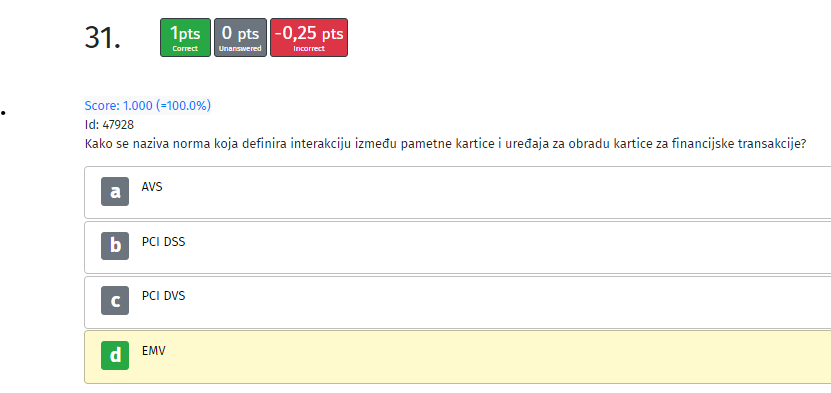 31.
1pts 0 pts -0,25 pts
Correct Unanswered Incorrect
Score: 1.000 (=100.0%)
Id: 47928
Kako se naziva norma koja definira interakciju između pametne kartice i uređaja za obradu kartice za financijske transakcije?
a AVS
b PCI DSS
c PCI DVS
d EMV